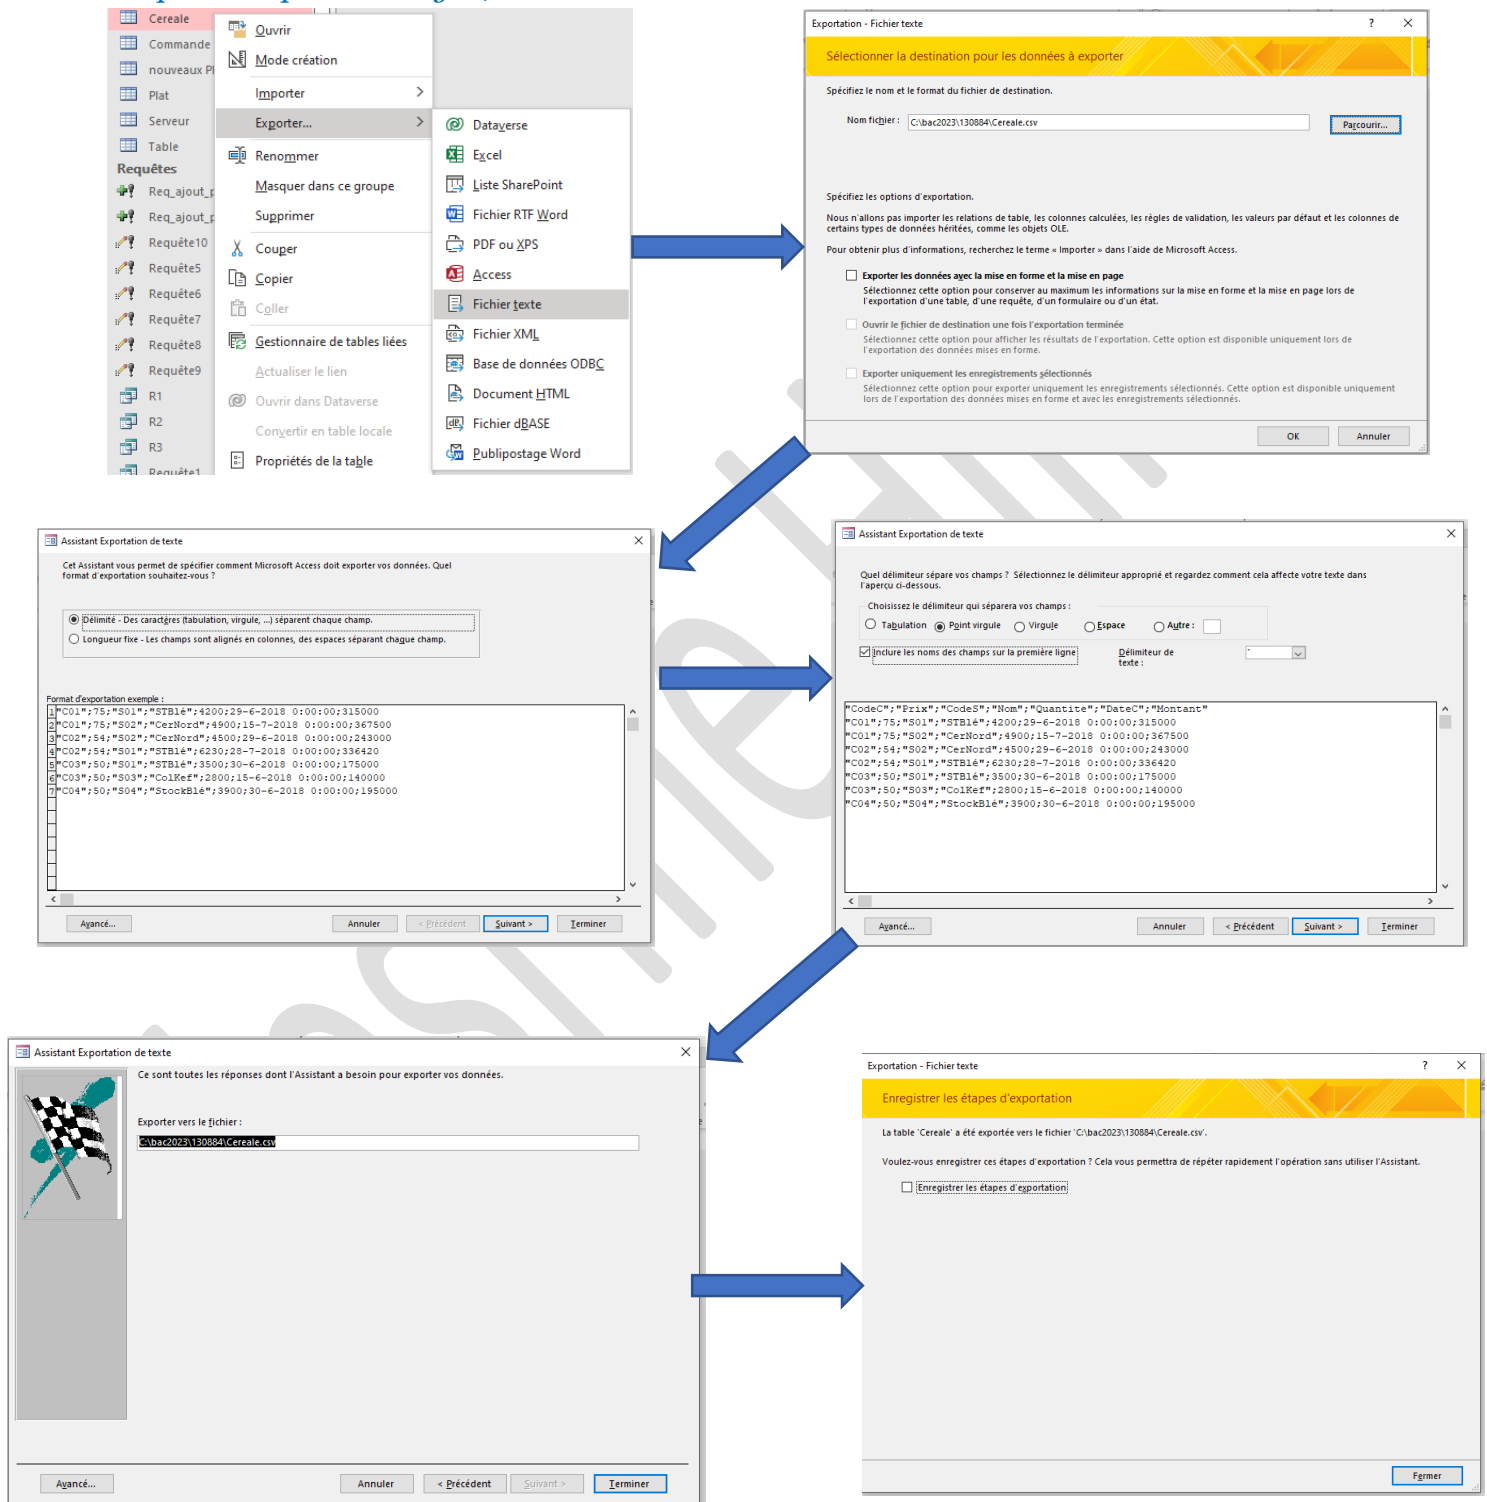 Cereale
Commande
nouveaux Pl
Plat
Serveur
Table
Requêtes
Req_ajout_p
Req_ajout_p
Requête10
Requête5
Requête6
Requête7
Requête8
Requête9
R1
R2
R3
Requête1
Ouvrir
Mode création
Importer
Exporter...
Renommer
Masquer dans ce groupe
Supprimer
Couper
Copier
Coller
Gestionnaire de tables liées
Actualiser le lien
Ouvrir dans Dataverse
Convertir en table locale
Propriétés de la table
Dataverse
Excel
Liste SharePoint
Fichier RTF Word
PDF ou XPS
Access
Fichier texte
Fichier XML
Base de données ODBC
Document HTML
Fichier dBASE
Publipostage Word
Exportation - Fichier texte
Sélectionner la destination pour les données à exporter
Spécifiez le nom et le format du fichier de destination.
Nom fichier : C:\bac2023\130884\Cereale.csv Parcourir...
Spécifiez les options d'exportation.
Nous n'allons pas importer les relations de table, les colonnes calculées, les règles de validation, les valeurs par défaut et les colonnes de
certains types de données héritées, comme les objets OLE.
Pour obtenir plus d'informations, recherchez le terme « Importer » dans l'aide de Microsoft Access.
Exporter les données avec la mise en forme et la mise en page
Sélectionnez cette option pour conserver au maximum les informations sur la mise en forme et la mise en page lors de
l'exportation d'une table, d'une requête, d'un formulaire ou d'un état.
Ouvrir le fichier de destination une fois l'exportation terminée
Sélectionnez cette option pour afficher les résultats de l'exportation. Cette option est disponible uniquement lors de
l'exportation des données mises en forme.
Exporter uniquement les enregistrements sélectionnés
Sélectionnez cette option pour exporter uniquement les enregistrements sélectionnés. Cette option est disponible uniquement
lors de l'exportation des données mises en forme et avec les enregistrements sélectionnés.
OK Annuler
Assistant Exportation de texte
Cet Assistant vous permet de spécifier comment Microsoft Access doit exporter vos données. Quel
format d'exportation souhaitez-vous ?
Délimité - Des caractères (tabulation, virgule, ...) séparent chaque champ.
Longueur fixe - Les champs sont alignés en colonnes, des espaces séparant chaque champ.
Format d'exportation exemple :
1 "C01";75;"S01";"STBlé";4200;29-6-2018 0:00:00;315000
2 "C01";75;"S02";"CerNord";4900;15-7-2018 0:00:00;367500
3 "C02";54;"S02";"CerNord";4500;29-6-2018 0:00:00;243000
4 "C02";54;"S01";"STBlé";6230;28-7-2018 0:00:00;336420
5 "C03";50;"S01";"STBlé";3500;30-6-2018 0:00:00;175000
6 "C03";50;"S03";"ColKef";2800;15-6-2018 0:00:00;140000
7 "C04";50;"S04";"StockBlé";3900;30-6-2018 0:00:00;195000
Avancé... Annuler < Précédent Suivant > Terminer
Assistant Exportation de texte
Quel délimiteur sépare vos champs ? Sélectionnez le délimiteur approprié et regardez comment cela affecte votre texte dans
l'aperçu ci-dessous.
Choisissez le délimiteur qui séparera vos champs :
Tabulation Point virgule Virgule Espace Autre :
Inclure les noms des champs sur la première ligne Délimiteur de
texte : "
"CodeC";"Prix";"CodeS";"Nom";"Quantite";"DateC";"Montant"
"C01";75;"S01";"STBlé";4200;29-6-2018 0:00:00;315000
"C01";75;"S02";"CerNord";4900;15-7-2018 0:00:00;367500
"C02";54;"S02";"CerNord";4500;29-6-2018 0:00:00;243000
"C02";54;"S01";"STBlé";6230;28-7-2018 0:00:00;336420
"C03";50;"S01";"STBlé";3500;30-6-2018 0:00:00;175000
"C03";50;"S03";"ColKef";2800;15-6-2018 0:00:00;140000
"C04";50;"S04";"StockBlé";3900;30-6-2018 0:00:00;195000
Avancé... Annuler < Précédent Suivant > Terminer
Assistant Exportation de texte
Ce sont toutes les réponses dont l'Assistant a besoin pour exporter vos données.
Exporter vers le fichier :
C:\bac2023\130884\Cereale.csv
Avancé... Annuler < Précédent Suivant > Terminer
Exportation - Fichier texte
Enregistrer les étapes d'exportation
La table 'Cereale' a été exportée vers le fichier 'C:\bac2023\130884\Cereale.csv'.
Voulez-vous enregistrer ces étapes d'exportation ? Cela vous permettra de répéter rapidement l'opération sans utiliser l'Assistant.
Enregistrer les étapes d'exportation
Fermer